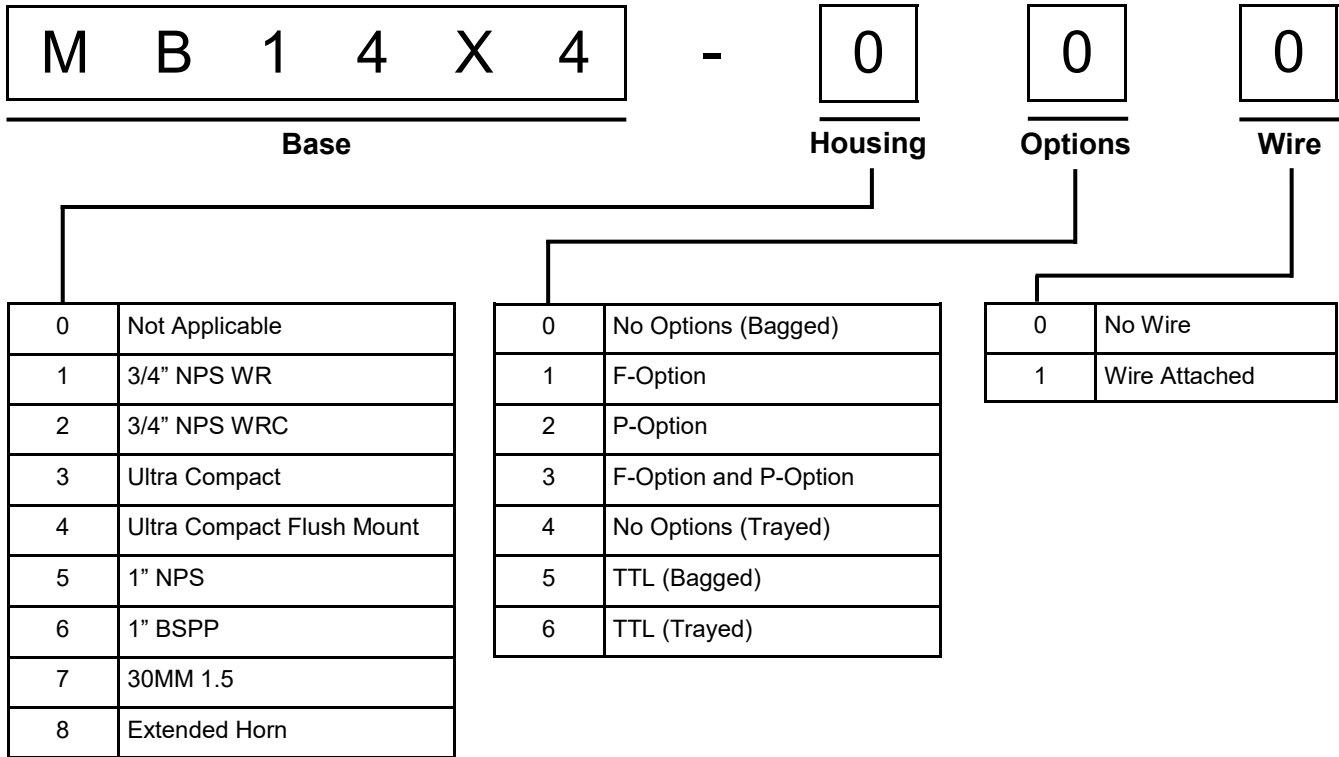 M B 1 4 X 4 - 0 0 0
Base Housing Options Wire
0 Not Applicable
1 3/4” NPS WR
2 3/4” NPS WRC
3 Ultra Compact
4 Ultra Compact Flush Mount
5 1” NPS
6 1” BSPP
7 30MM 1.5
8 Extended Horn
0 No Options (Bagged)
1 F-Option
2 P-Option
3 F-Option and P-Option
4 No Options (Trayed)
5 TTL (Bagged)
6 TTL (Trayed)
0 No Wire
1 Wire Attached